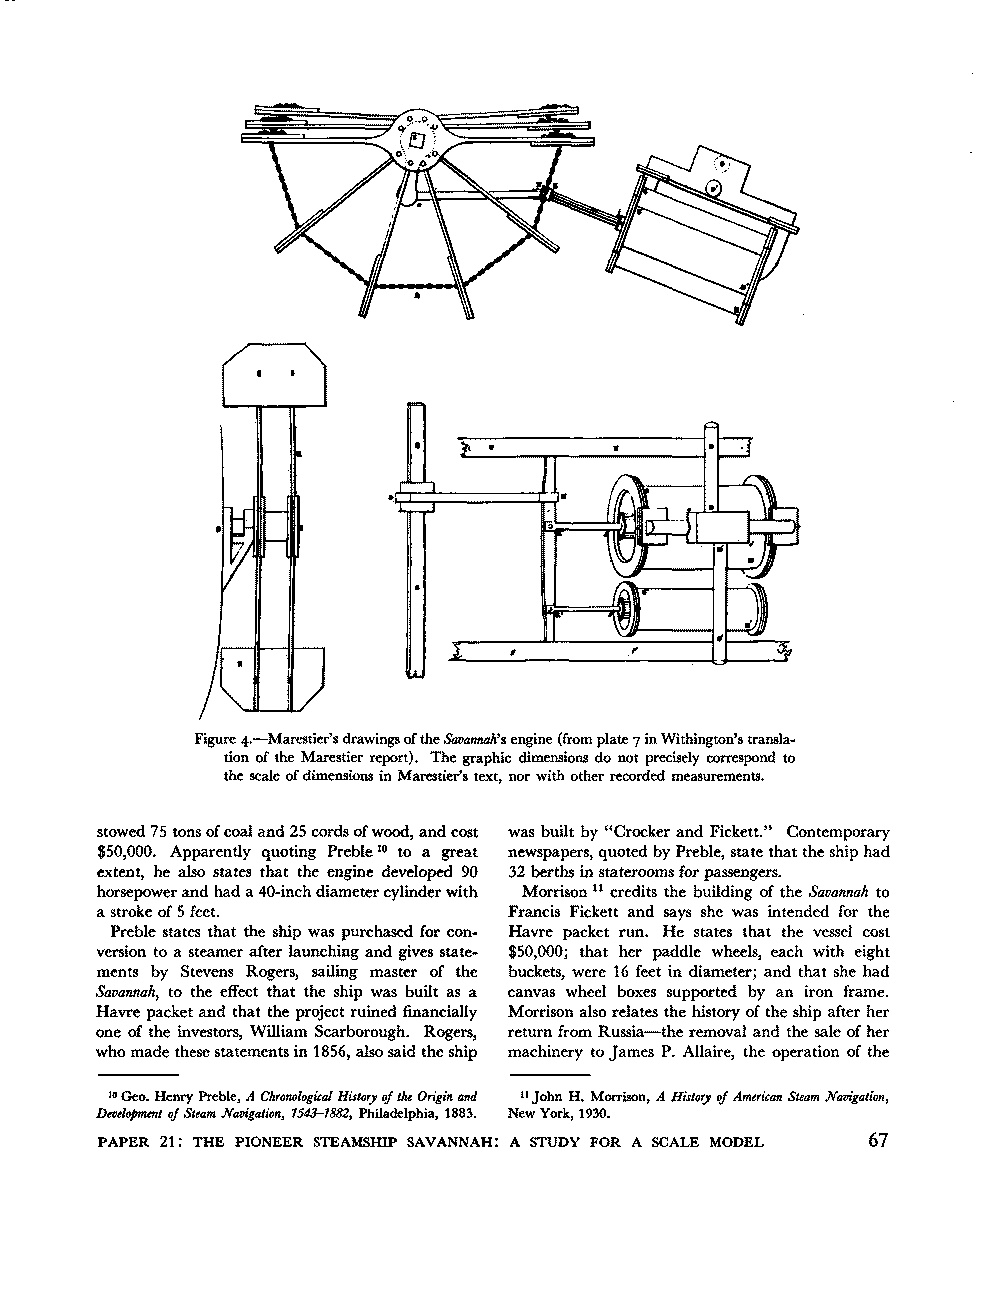 Figure 4.—Marestier's drawings of the Savannah's engine (from plate 7 in Withington's transla-
tion of the Marestier report). The graphic dimensions do not precisely correspond to
the scale of dimensions in Marestier's text, nor with other recorded measurements.
stowed 75 tons of coal and 25 cords of wood, and cost
$50,000. Apparently quoting Preble 10 to a great
extent, he also states that the engine developed 90
horsepower and had a 40-inch diameter cylinder with
a stroke of 5 feet.
Preble states that the ship was purchased for con-
version to a steamer after launching and gives state-
ments by Stevens Rogers, sailing master of the
Savannah, to the effect that the ship was built as a
Havre packet and that the project ruined financially
one of the investors, William Scarborough. Rogers,
who made these statements in 1856, also said the ship
10 Geo. Henry Preble, A Chronological History of the Origin and
Development of Steam Navigation, 1543–1882, Philadelphia, 1883.
was built by "Crocker and Fickett." Contemporary
newspapers, quoted by Preble, state that the ship had
32 berths in staterooms for passengers.
Morrison 11 credits the building of the Savannah to
Francis Fickett and says she was intended for the
Havre packet run. He states that the vessel cost
$50,000; that her paddle wheels, each with eight
buckets, were 16 feet in diameter; and that she had
canvas wheel boxes supported by an iron frame.
Morrison also relates the history of the ship after her
return from Russia—the removal and the sale of her
machinery to James P. Allaire, the operation of the
11 John H. Morrison, A History of American Steam Navigation,
New York, 1930.
PAPER 21: THE PIONEER STEAMSHIP SAVANNAH: A STUDY FOR A SCALE MODEL 67